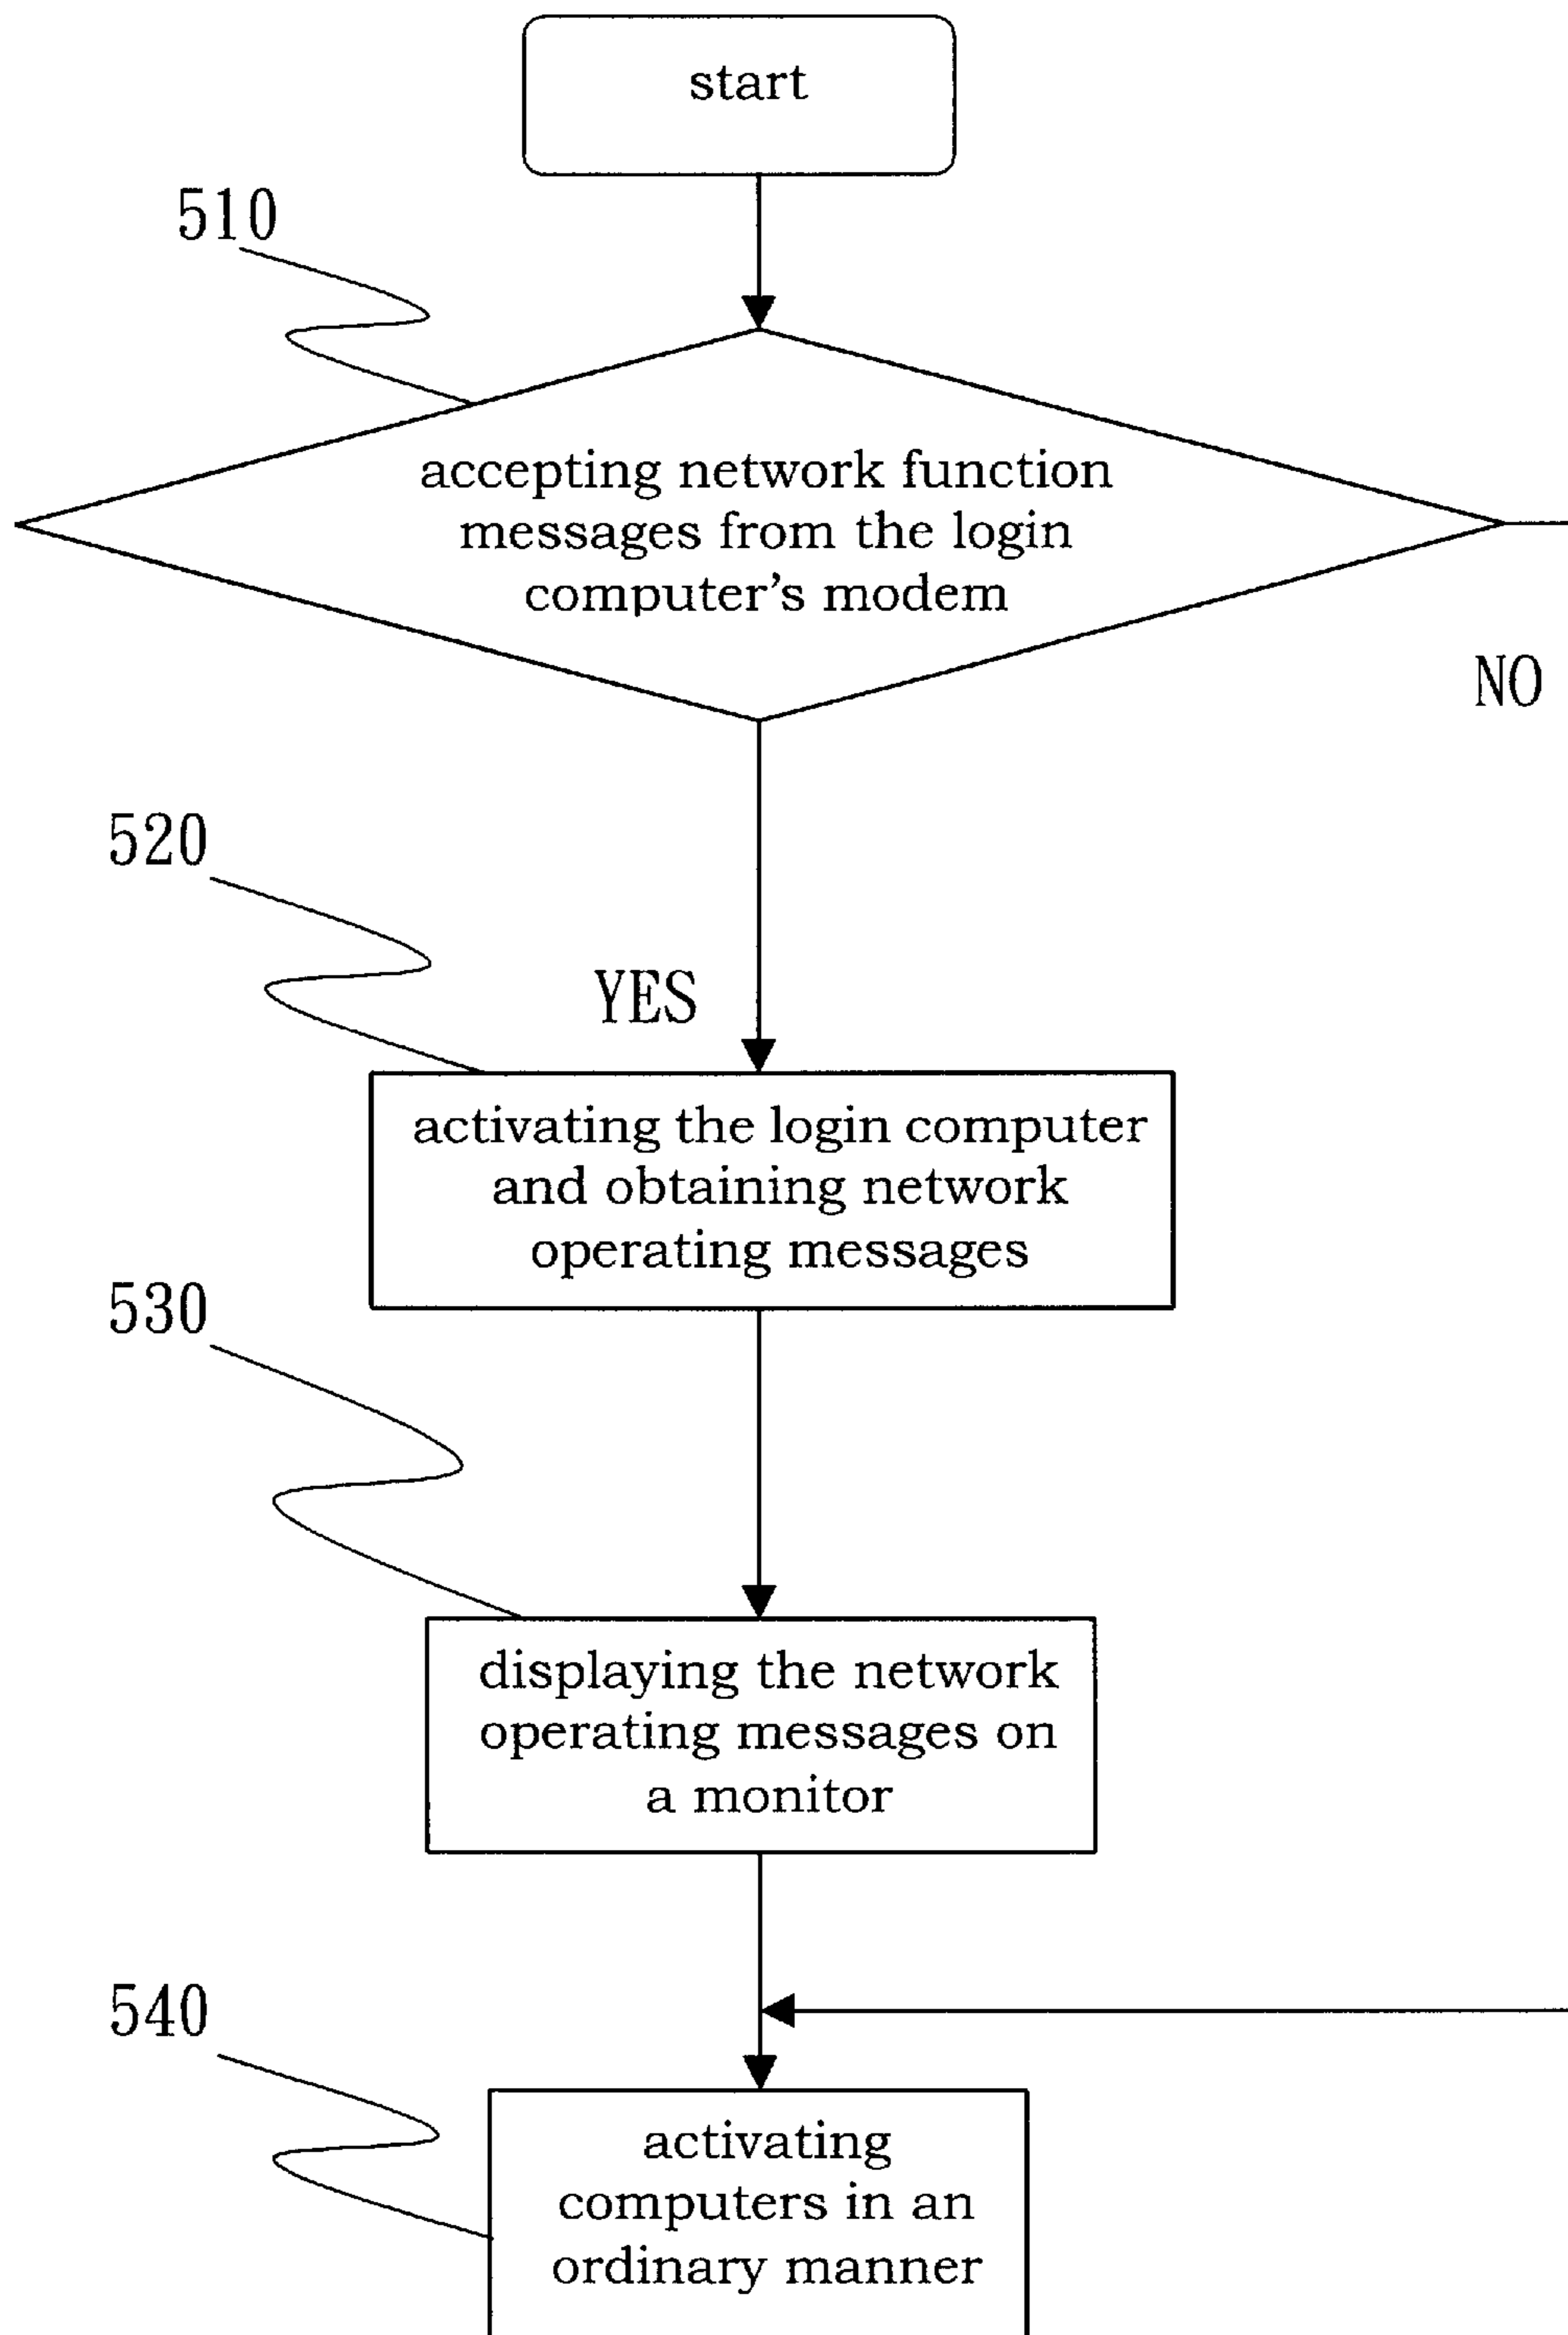 start
510
accepting network function
messages from the login
computer’s modem
NO
520
YES
activating the login computer
and obtaining network
operating messages
530
displaying the network
operating messages on
a monitor
540
activating
computers in an
ordinary manner